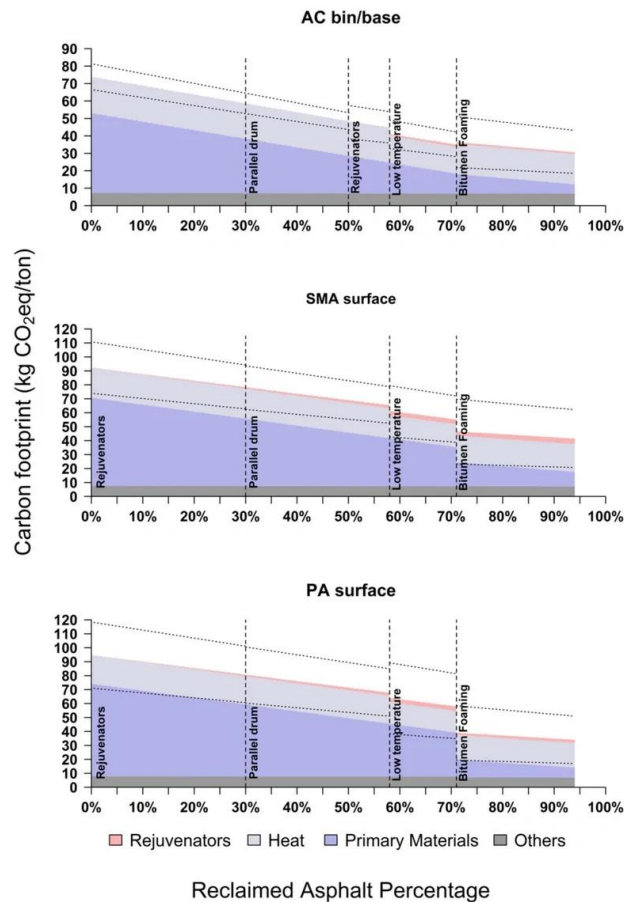 AC bin/base
90
80
70
60
50
40
30
20
10
0
Parallel drum
Rejuvenators
Low temperature
Bitumen Foaming
0% 10% 20% 30% 40% 50% 60% 70% 80% 90% 100%
Carbon footprint (kg CO₂eq/ton)
SMA surface
120
110
100
90
80
70
60
50
40
30
20
10
0
Rejuvenators
Parallel drum
Low temperature
Bitumen Foaming
0% 10% 20% 30% 40% 50% 60% 70% 80% 90% 100%
PA surface
120
110
100
90
80
70
60
50
40
30
20
10
0
Rejuvenators
Parallel drum
Low temperature
Bitumen Foaming
0% 10% 20% 30% 40% 50% 60% 70% 80% 90% 100%
Rejuvenators Heat Primary Materials Others
Reclaimed Asphalt Percentage